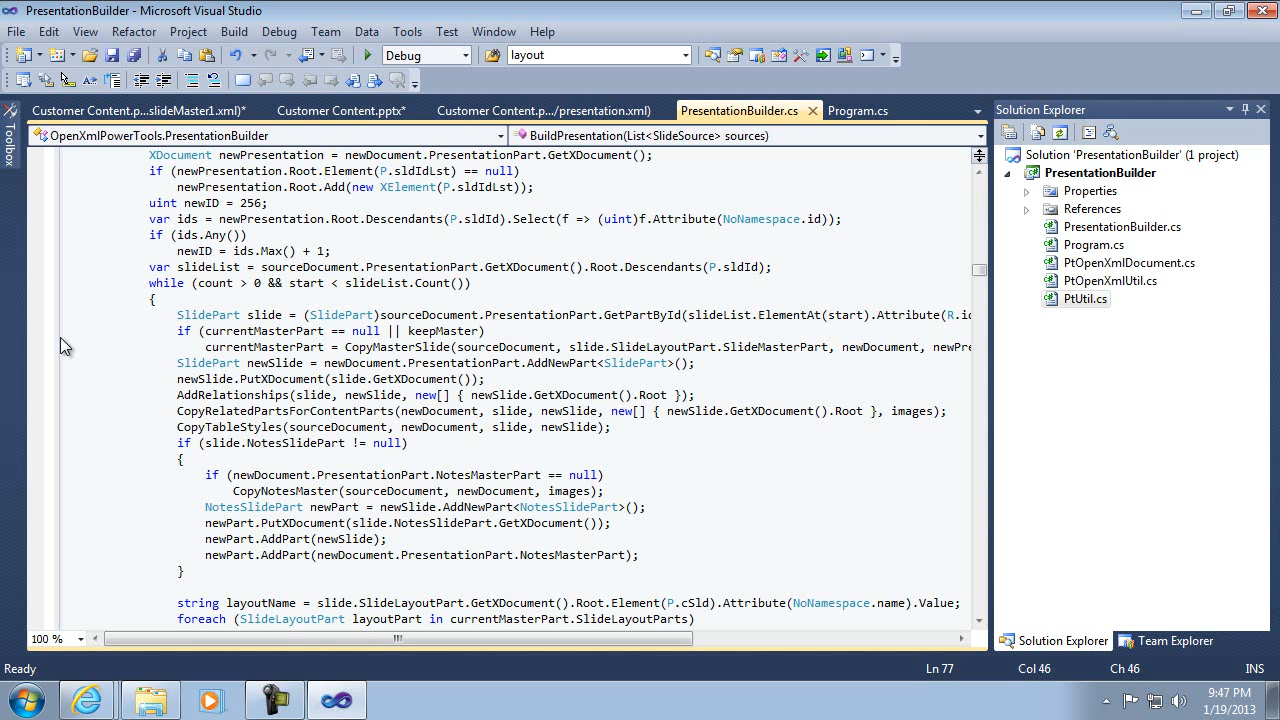 PresentationBuilder - Microsoft Visual Studio
File Edit View Refactor Project Build Debug Team Data Tools Test Window Help
Debug layout
Customer Content.p...slideMaster1.xml)* Customer Content.pptx* Customer Content.p.../presentation.xml) PresentationBuilder.cs Program.cs
Toolbox
OpenXmlPowerTools.PresentationBuilder BuildPresentation(List<SlideSource> sources)
XDocument newPresentation = newDocument.PresentationPart.GetXDocument();
if (newPresentation.Root.Element(P.sldIdLst) == null)
newPresentation.Root.Add(new XElement(P.sldIdLst));
uint newID = 256;
var ids = newPresentation.Root.Descendants(P.sldId).Select(f => (uint)f.Attribute(NoNamespace.id));
if (ids.Any())
newID = ids.Max() + 1;
var slideList = sourceDocument.PresentationPart.GetXDocument().Root.Descendants(P.sldId);
while (count > 0 && start < slideList.Count())
{
SlidePart slide = (SlidePart)sourceDocument.PresentationPart.GetPartById(slideList.ElementAt(start).Attribute(R.id
if (currentMasterPart == null || keepMaster)
currentMasterPart = CopyMasterSlide(sourceDocument, slide.SlideLayoutPart.SlideMasterPart, newDocument, newPre
SlidePart newSlide = newDocument.PresentationPart.AddNewPart<SlidePart>();
newSlide.PutXDocument(slide.GetXDocument());
AddRelationships(slide, newSlide, new[] { newSlide.GetXDocument().Root });
CopyRelatedPartsForContentParts(newDocument, slide, newSlide, new[] { newSlide.GetXDocument().Root }, images);
CopyTableStyles(sourceDocument, newDocument, slide, newSlide);
if (slide.NotesSlidePart != null)
{
if (newDocument.PresentationPart.NotesMasterPart == null)
CopyNotesMaster(sourceDocument, newDocument, images);
NotesSlidePart newPart = newSlide.AddNewPart<NotesSlidePart>();
newPart.PutXDocument(slide.NotesSlidePart.GetXDocument());
newPart.AddPart(newSlide);
newPart.AddPart(newDocument.PresentationPart.NotesMasterPart);
}
string layoutName = slide.SlideLayoutPart.GetXDocument().Root.Element(P.cSld).Attribute(NoNamespace.name).Value;
foreach (SlideLayoutPart layoutPart in currentMasterPart.SlideLayoutParts)
100 %
Solution Explorer
Solution 'PresentationBuilder' (1 project)
PresentationBuilder
Properties
References
PresentationBuilder.cs
Program.cs
PtOpenXmlDocument.cs
PtOpenXmlUtil.cs
PtUtil.cs
Solution Explorer Team Explorer
Ready Ln 77 Col 46 Ch 46 INS
9:47 PM
1/19/2013